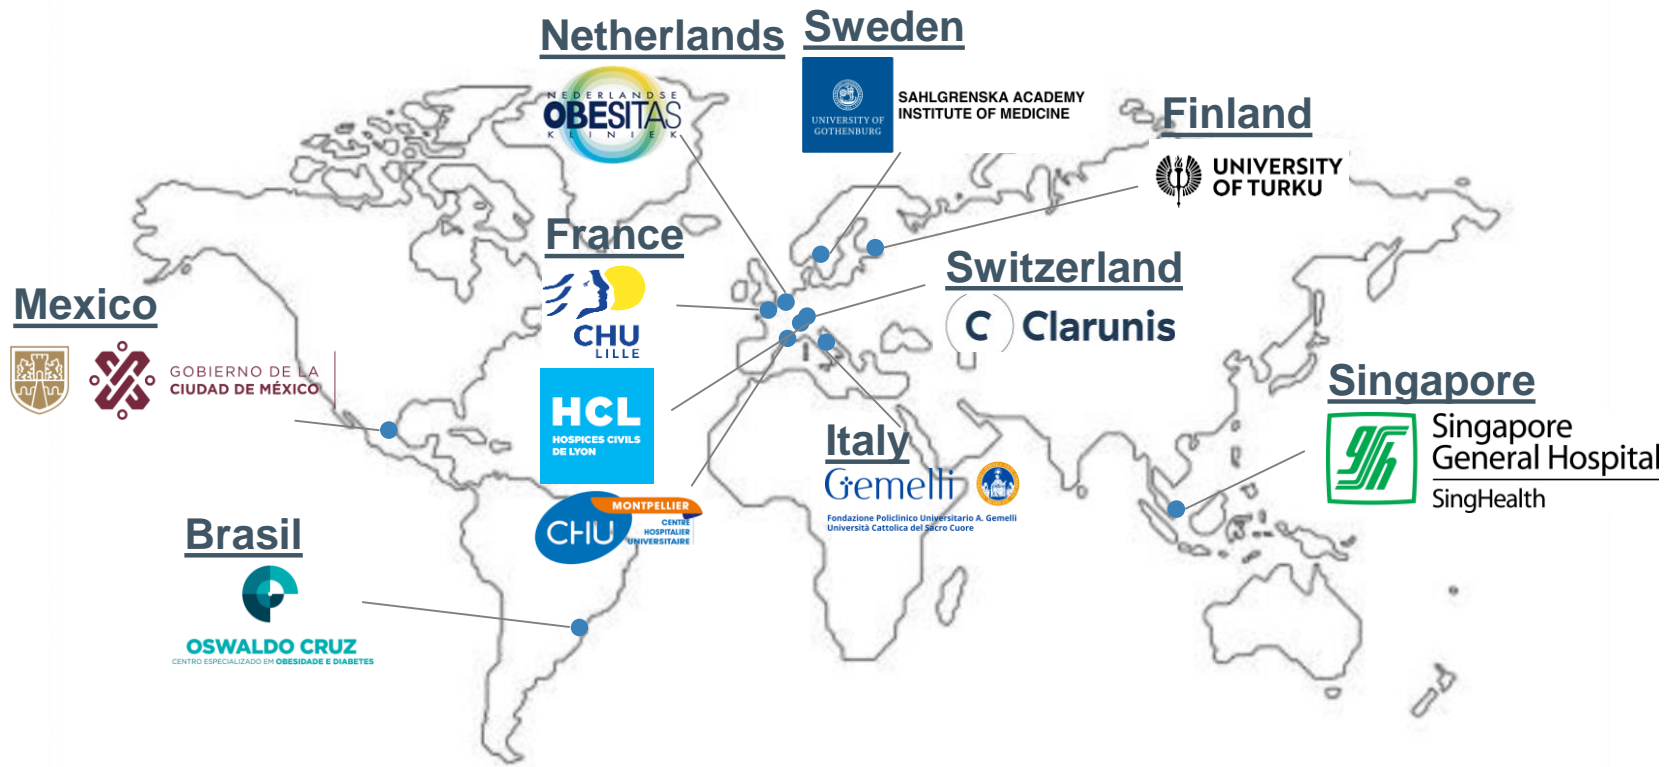 Netherlands
NEDERLANDSE
OBESITAS
KLINIEK
Sweden
UNIVERSITY OF
GOTHENBURG
SAHLGRENSKA ACADEMY
INSTITUTE OF MEDICINE
Finland
UNIVERSITY
OF TURKU
France
CHU
LILLE
HCL
HOSPICES CIVILS
DE LYON
CHU
MONTPELLIER
CENTRE
HOSPITALIER
UNIVERSITAIRE
Switzerland
C Clarunis
Mexico
GOBIERNO DE LA
CIUDAD DE MÉXICO
Italy
Gemelli
Fondazione Policlinico Universitario A. Gemelli
Università Cattolica del Sacro Cuore
Singapore
Singapore
General Hospital
SingHealth
Brasil
OSWALDO CRUZ
CENTRO ESPECIALIZADO EM OBESIDADE E DIABETES